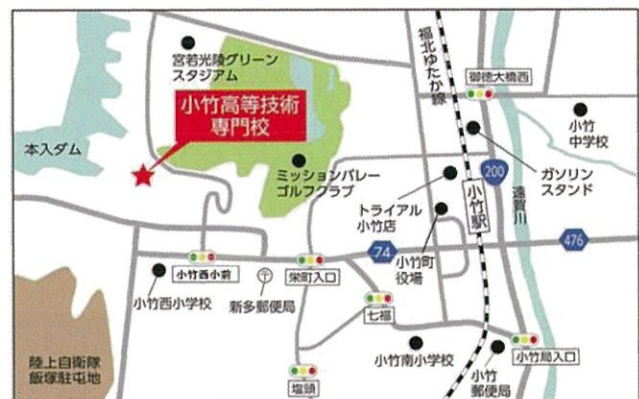 宮若光陵グリーン
スタジアム
福北ゆたか線
御徳大橋西
小竹高等技術
専門校
小竹
中学校
本入ダム
ミッションバレー
ゴルフクラブ
トライアル
小竹店
小竹駅
200
ガソリン
スタンド
遠賀川
小竹町
役場
74
476
小竹西小前
栄町入口
小竹西小学校
新多郵便局
七福
陸上自衛隊
飯塚駐屯地
塩頭
小竹南小学校
小竹
郵便局
小竹局入口